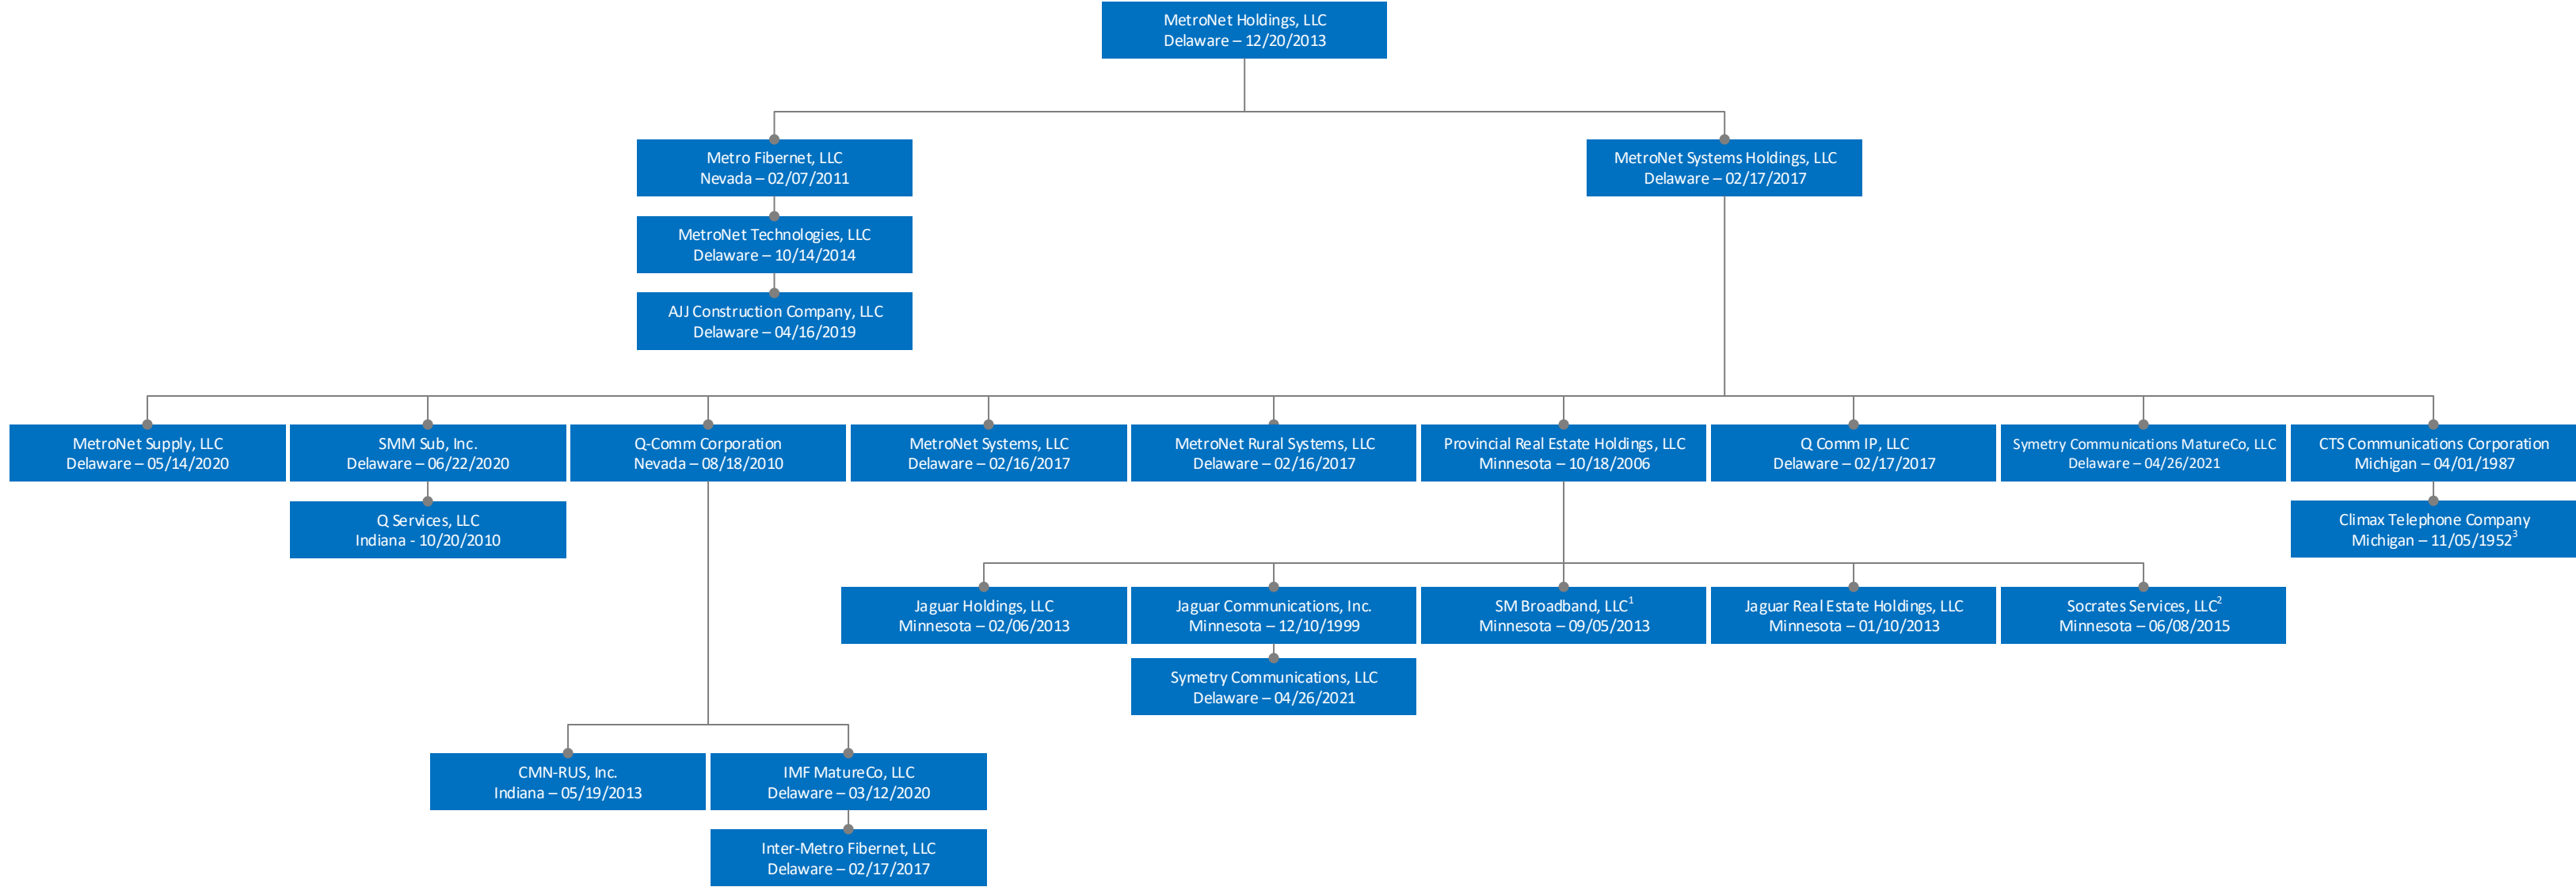 MetroNet Holdings, LLC
Delaware – 12/20/2013
Metro Fibernet, LLC
Nevada – 02/07/2011
MetroNet Systems Holdings, LLC
Delaware – 02/17/2017
MetroNet Technologies, LLC
Delaware – 10/14/2014
AJJ Construction Company, LLC
Delaware – 04/16/2019
MetroNet Supply, LLC
Delaware – 05/14/2020
SMM Sub, Inc.
Delaware – 06/22/2020
Q-Comm Corporation
Nevada – 08/18/2010
MetroNet Systems, LLC
Delaware – 02/16/2017
MetroNet Rural Systems, LLC
Delaware – 02/16/2017
Provincial Real Estate Holdings, LLC
Minnesota – 10/18/2006
Q Comm IP, LLC
Delaware – 02/17/2017
Symetry Communications MatureCo, LLC
Delaware – 04/26/2021
CTS Communications Corporation
Michigan – 04/01/1987
Q Services, LLC
Indiana - 10/20/2010
Climax Telephone Company
Michigan – 11/05/1952³
Jaguar Holdings, LLC
Minnesota – 02/06/2013
Jaguar Communications, Inc.
Minnesota – 12/10/1999
SM Broadband, LLC¹
Minnesota – 09/05/2013
Jaguar Real Estate Holdings, LLC
Minnesota – 01/10/2013
Socrates Services, LLC²
Minnesota – 06/08/2015
Symetry Communications, LLC
Delaware – 04/26/2021
CMN-RUS, Inc.
Indiana – 05/19/2013
IMF MatureCo, LLC
Delaware – 03/12/2020
Inter-Metro Fibernet, LLC
Delaware – 02/17/2017